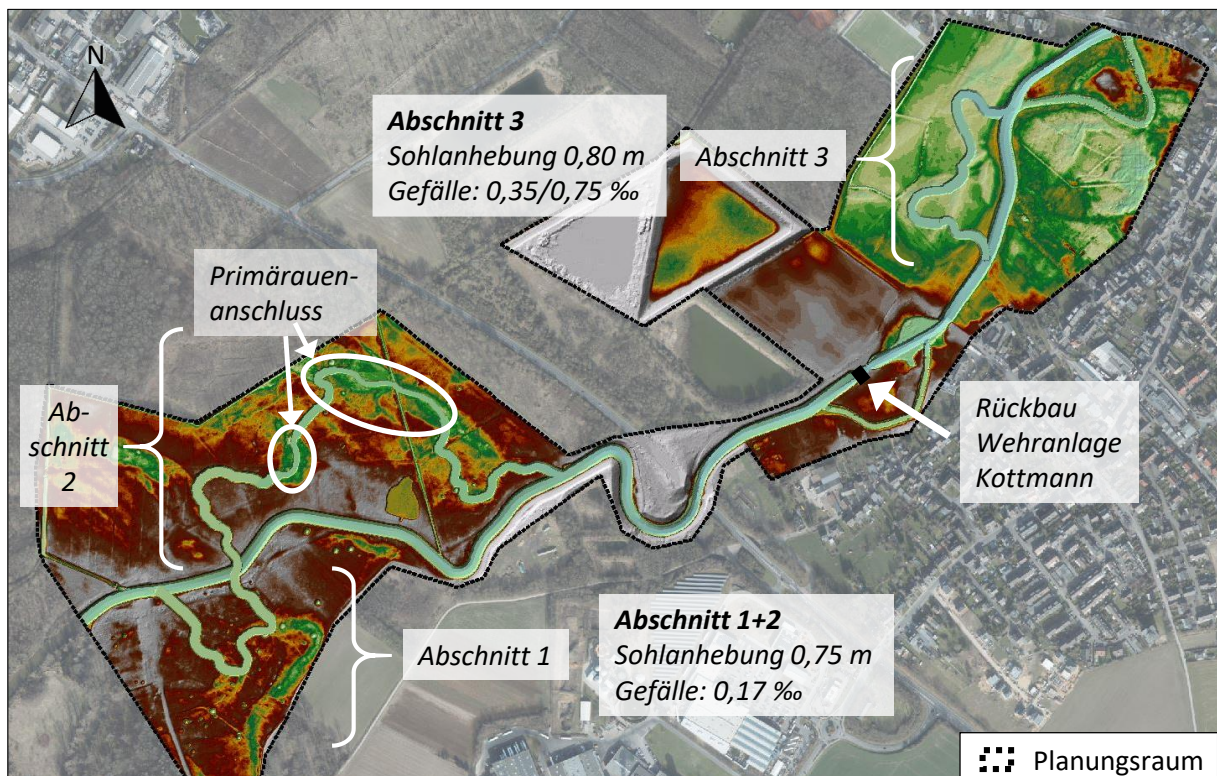 N
Abschnitt 3
Sohlanhebung 0,80 m
Gefälle: 0,35/0,75 ‰
Abschnitt 3
Primärauen-
anschluss
Ab-
schnitt
2
Rückbau
Wehranlage
Kottmann
Abschnitt 1
Abschnitt 1+2
Sohlanhebung 0,75 m
Gefälle: 0,17 ‰
Planungsraum